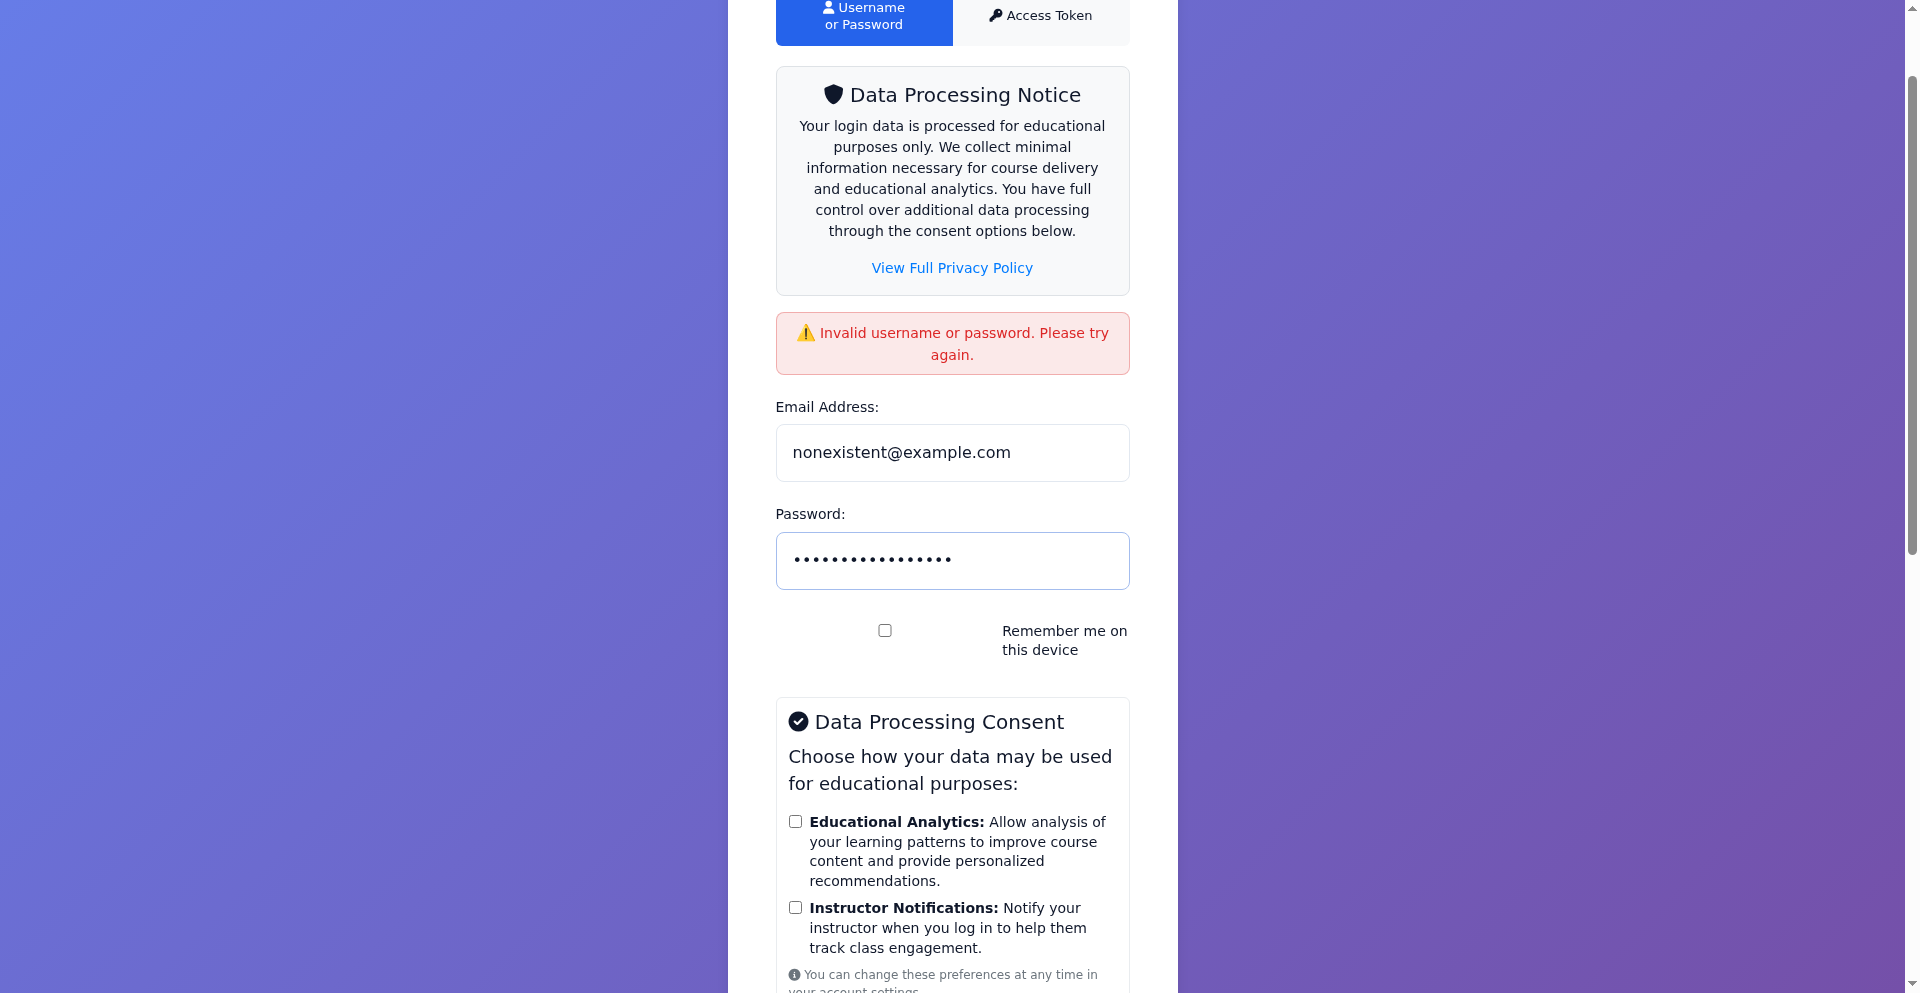 Username
or Password
Access Token
Data Processing Notice
Your login data is processed for educational
purposes only. We collect minimal
information necessary for course delivery
and educational analytics. You have full
control over additional data processing
through the consent options below.
View Full Privacy Policy
⚠️ Invalid username or password. Please try
again.
Email Address:
nonexistent@example.com
Password:
•••••••••••••••••
Remember me on
this device
Data Processing Consent
Choose how your data may be used
for educational purposes:
Educational Analytics: Allow analysis of
your learning patterns to improve course
content and provide personalized
recommendations.
Instructor Notifications: Notify your
instructor when you log in to help them
track class engagement.
You can change these preferences at any time in
your account settings.